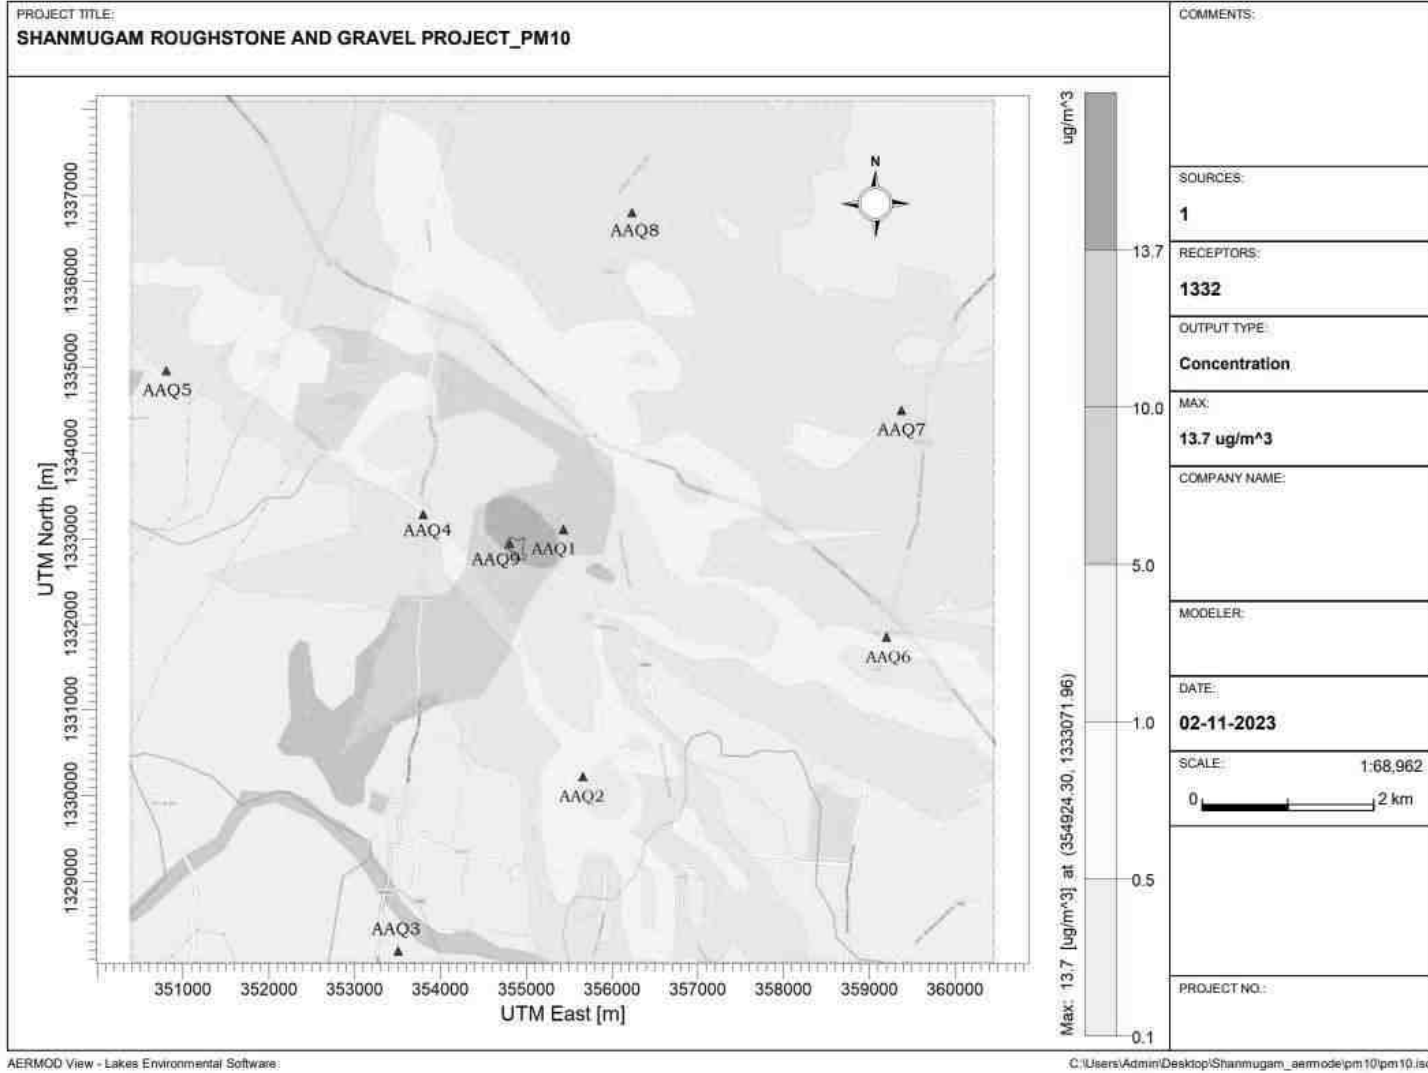 PROJECT TITLE:
SHANMUGAM ROUGHSTONE AND GRAVEL PROJECT_PM10
COMMENTS:
SOURCES:
1
RECEPTORS:
1332
OUTPUT TYPE:
Concentration
MAX:
13.7 ug/m^3
COMPANY NAME:
MODELER:
DATE:
02-11-2023
SCALE: 1:68,962
0 2 km
PROJECT NO.:
ug/m^3
13.7
10.0
5.0
1.0
0.5
0.1
Max: 13.7 [ug/m^3] at (354924.30, 1333071.96)
N
AAQ8
AAQ5
AAQ7
AAQ4
AAQ9
AAQ1
AAQ6
AAQ2
AAQ3
UTM North [m]
1337000
1336000
1335000
1334000
1333000
1332000
1331000
1330000
1329000
351000 352000 353000 354000 355000 356000 357000 358000 359000 360000
UTM East [m]
AERMOD View - Lakes Environmental Software
C:\Users\Admin\Desktop\Shanmugam_aermode\pm10\pm10.isc